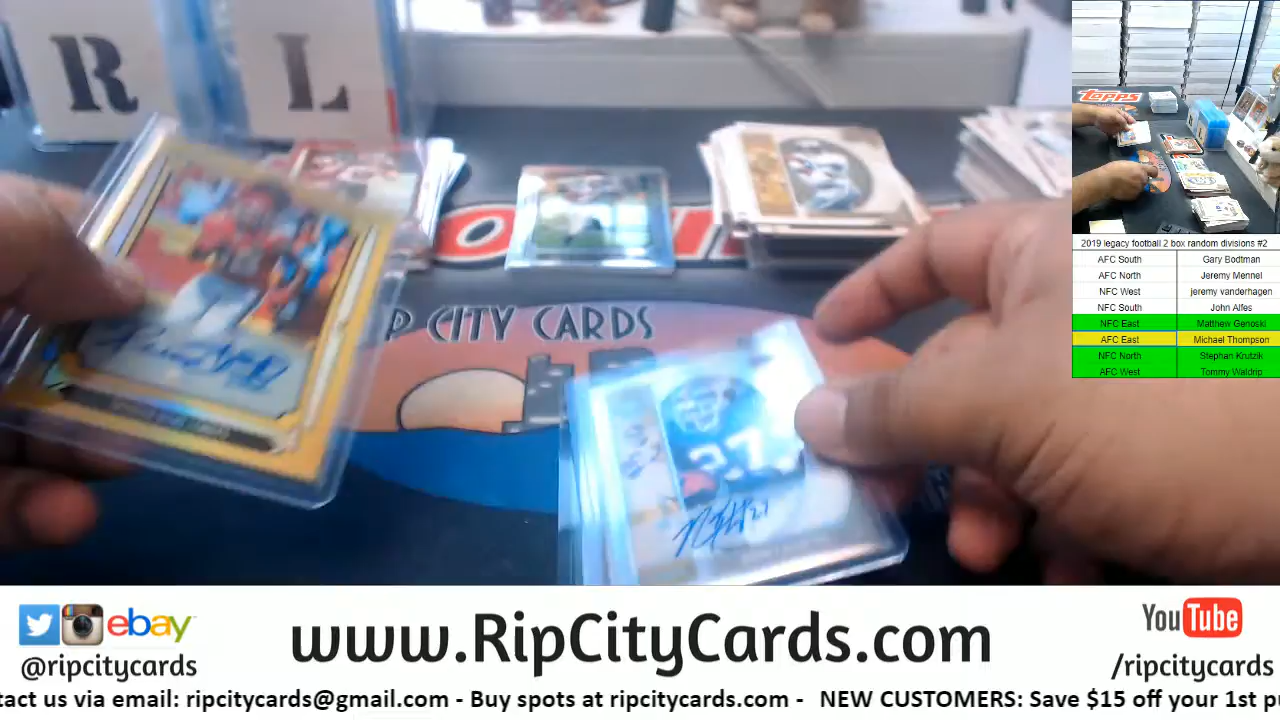 R L
Topps
P-CITY CARDS
27
2019 legacy football 2 box random divisions #2
AFC South Gary Bodtman
AFC North Jeremy Mennel
NFC West jeremy vanderhagen
NFC South John Alfes
NFC East Matthew Genoski
AFC East Michael Thompson
NFC North Stephan Krutzik
AFC West Tommy Waldrip
ebay
@ripcitycards
www.RipCityCards.com
YouTube
/ripcitycards
tact us via email: ripcitycards@gmail.com - Buy spots at ripcitycards.com - NEW CUSTOMERS: Save $15 off your 1st p